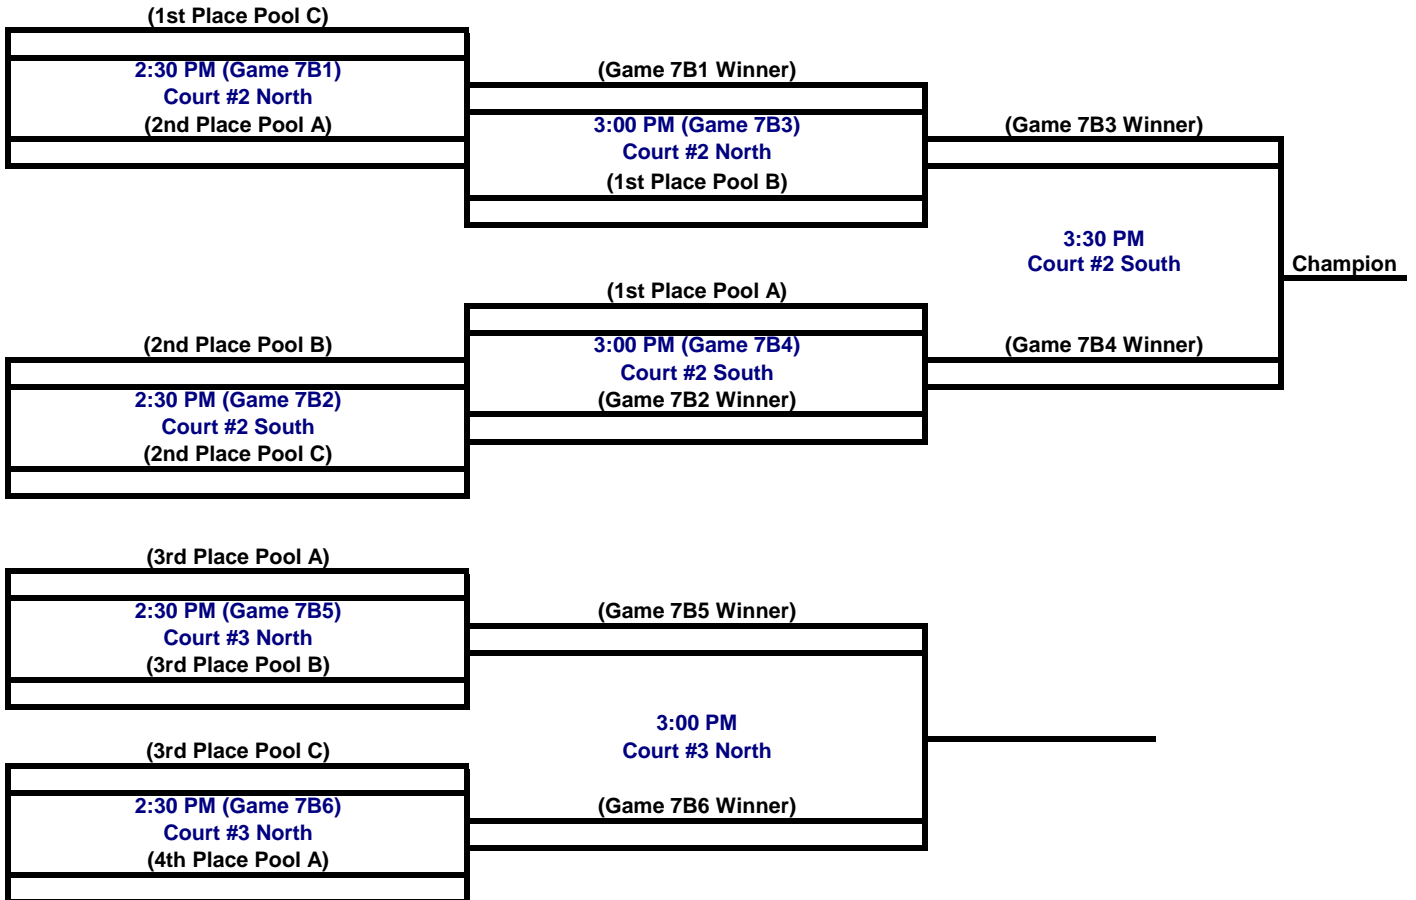 (1st Place Pool C)
2:30 PM (Game 7B1)
Court #2 North
(2nd Place Pool A)
(Game 7B1 Winner)
3:00 PM (Game 7B3)
Court #2 North
(1st Place Pool B)
(Game 7B3 Winner)
3:30 PM
Court #2 South
Champion
(1st Place Pool A)
3:00 PM (Game 7B4)
Court #2 South
(Game 7B2 Winner)
(Game 7B4 Winner)
(2nd Place Pool B)
2:30 PM (Game 7B2)
Court #2 South
(2nd Place Pool C)
(3rd Place Pool A)
2:30 PM (Game 7B5)
Court #3 North
(3rd Place Pool B)
(Game 7B5 Winner)
3:00 PM
Court #3 North
(Game 7B6 Winner)
(3rd Place Pool C)
2:30 PM (Game 7B6)
Court #3 North
(4th Place Pool A)